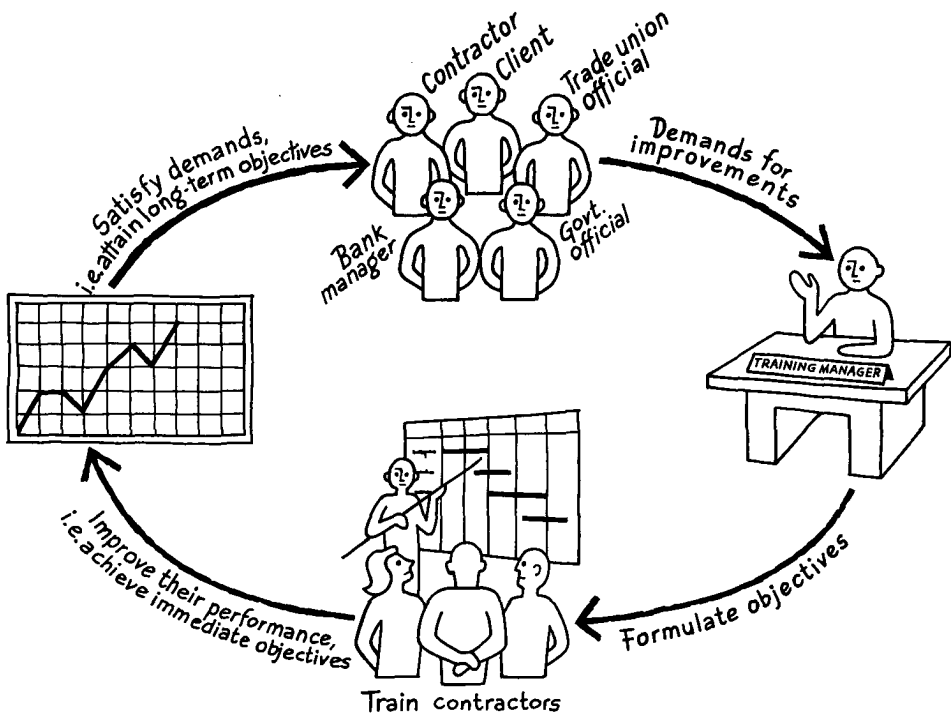 Contractor
Client
Trade union
official
Bank
manager
Govt.
official
Demands for
improvements
TRAINING MANAGER
Formulate objectives
Train contractors
Improve their performance,
i.e. achieve immediate objectives
Satisfy demands,
i.e. attain long-term objectives